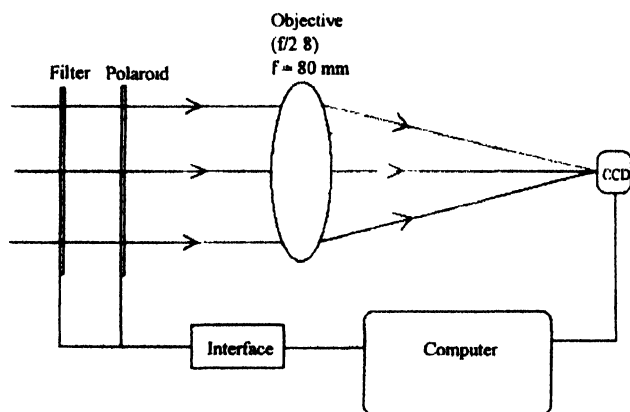 Objective
(f/2 8)
f = 80 mm
Filter Polaroid
CCD
Interface
Computer